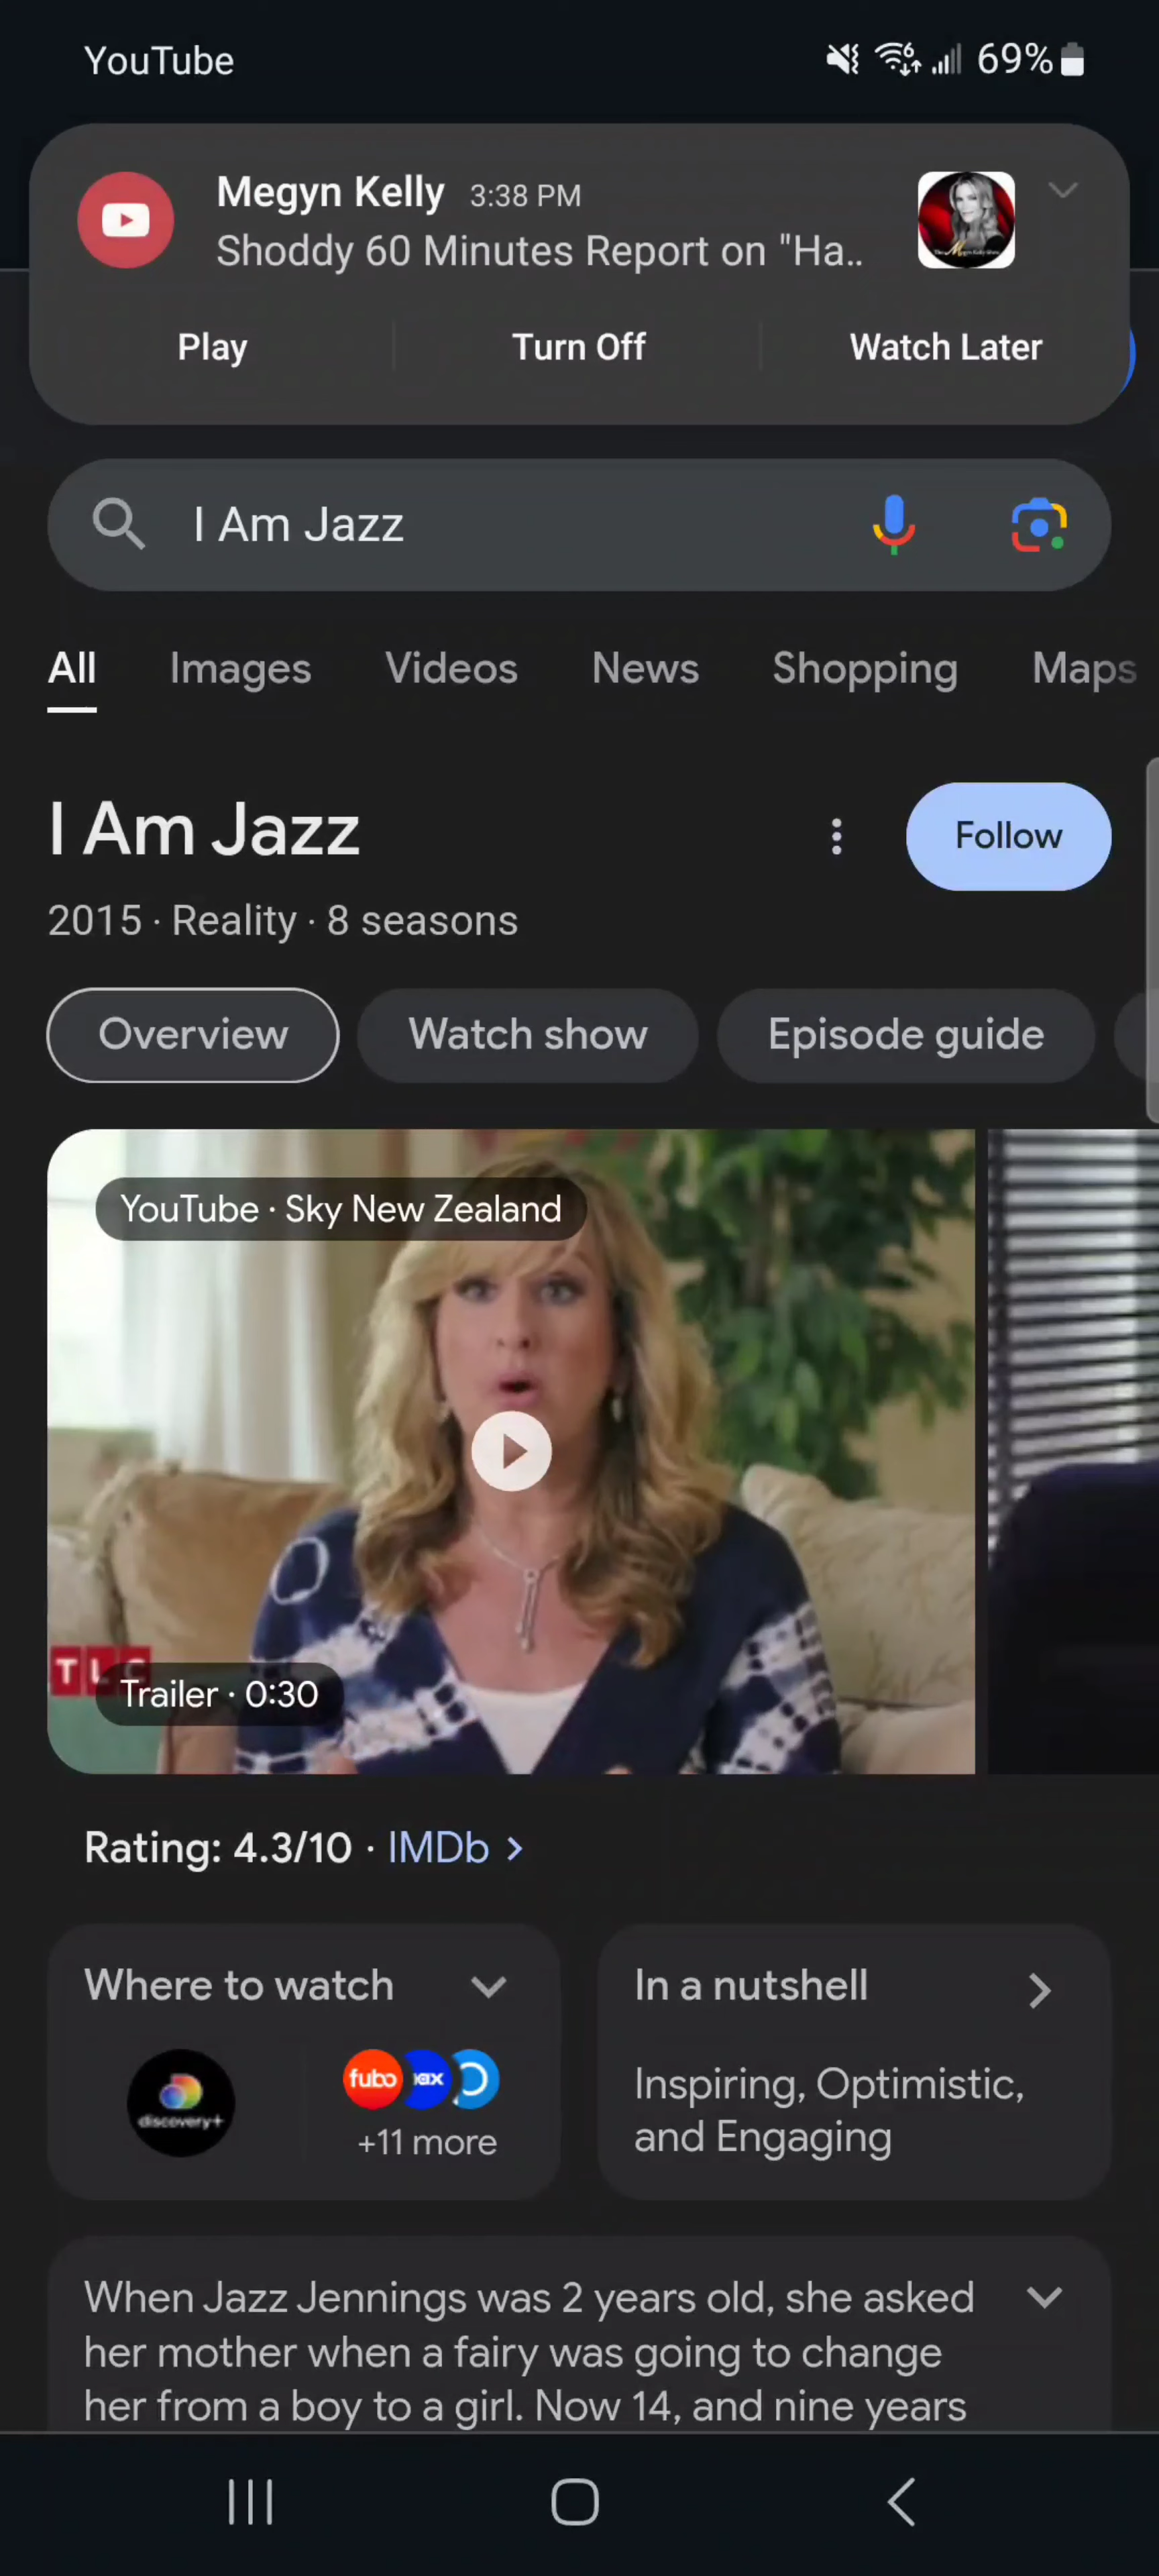 YouTube
69%
Megyn Kelly 3:38 PM
Shoddy 60 Minutes Report on "Ha..
Play Turn Off Watch Later
I Am Jazz
All Images Videos News Shopping Maps
I Am Jazz
Follow
2015 · Reality · 8 seasons
Overview Watch show Episode guide
YouTube · Sky New Zealand
TLC
Trailer · 0:30
Rating: 4.3/10 · IMDb >
Where to watch
discovery+
fubo
+11 more
In a nutshell
Inspiring, Optimistic,
and Engaging
When Jazz Jennings was 2 years old, she asked
her mother when a fairy was going to change
her from a boy to a girl. Now 14, and nine years